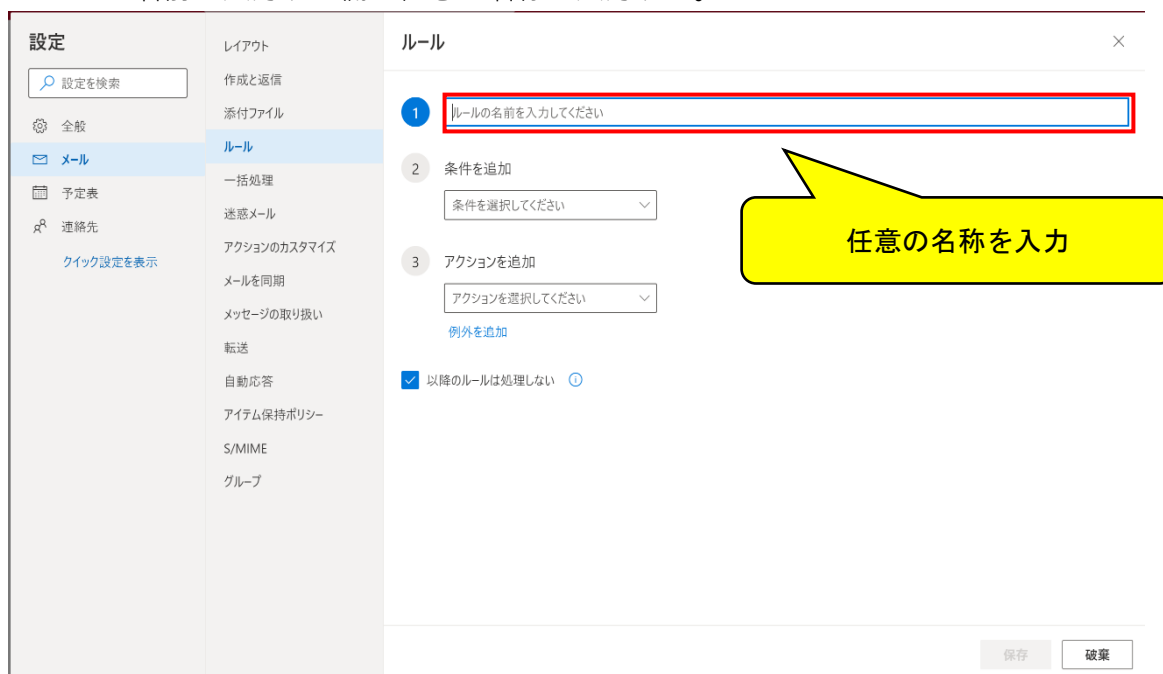 設定
設定を検索
全般
メール
予定表
連絡先
クイック設定を表示
レイアウト
作成と返信
添付ファイル
ルール
一括処理
迷惑メール
アクションのカスタマイズ
メールを同期
メッセージの取り扱い
転送
自動応答
アイテム保持ポリシー
S/MIME
グループ
ルール
1 ルールの名前を入力してください
2 条件を追加
条件を選択してください
任意の名称を入力
3 アクションを追加
アクションを選択してください
例外を追加
以降のルールは処理しない
保存 破棄